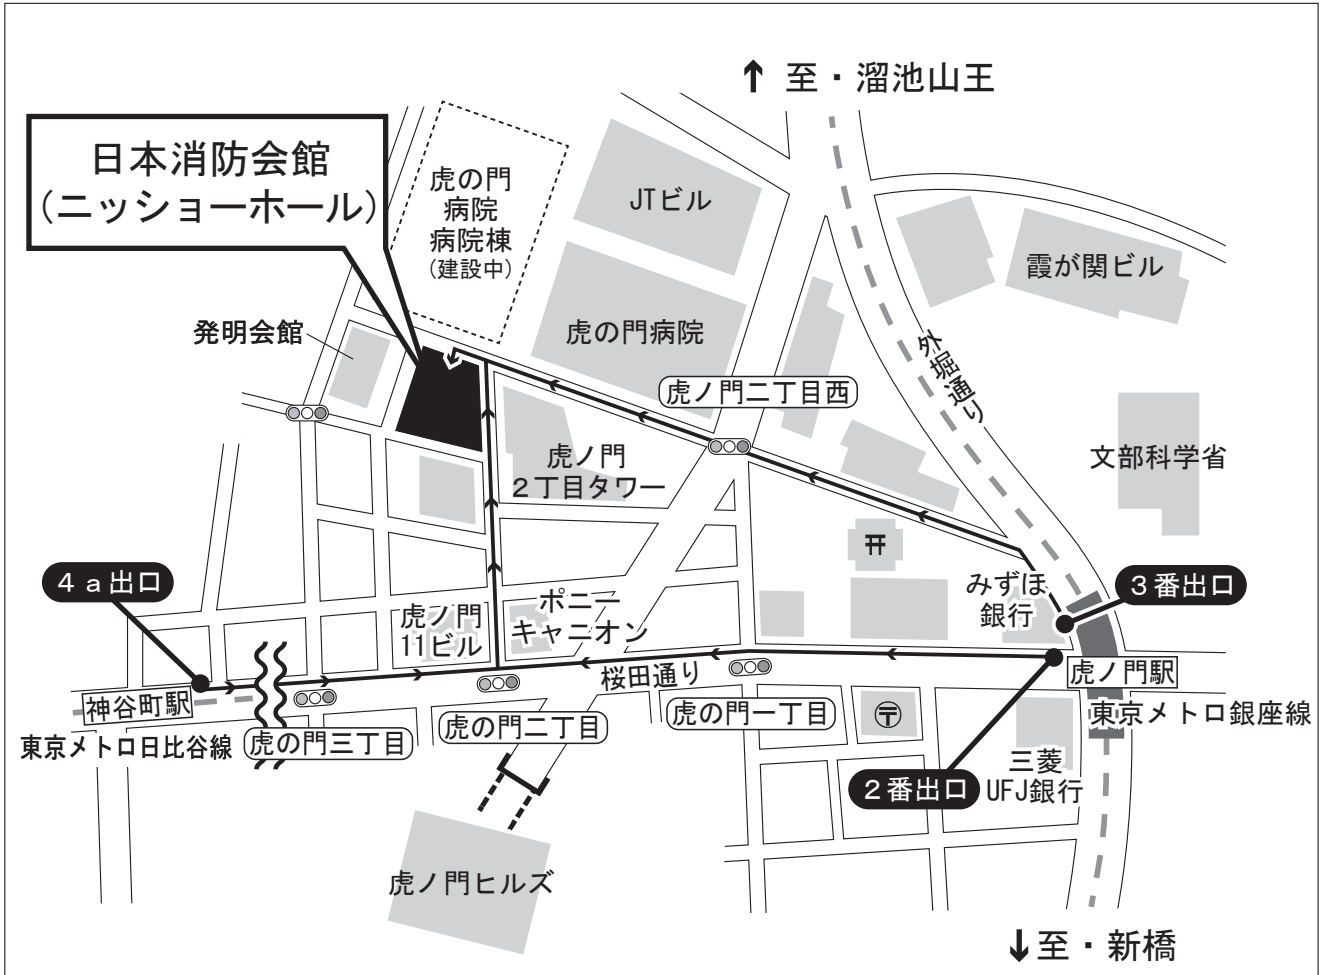 ↑ 至・溜池山王
日本消防会館
(ニッショーホール)
虎の門
病院
病院棟
(建設中)
JTビル
霞が関ビル
発明会館
虎の門病院
外堀通り
虎ノ門二丁目西
虎ノ門
2丁目タワー
文部科学省
4a出口
みずほ
銀行
3番出口
虎ノ門
11ビル
ポニー
キャニオン
桜田通り
虎ノ門駅
神谷町駅
東京メトロ銀座線
東京メトロ日比谷線
虎の門三丁目
虎の門二丁目
虎の門一丁目
〒
2番出口
三菱
UFJ銀行
虎ノ門ヒルズ
↓至・新橋